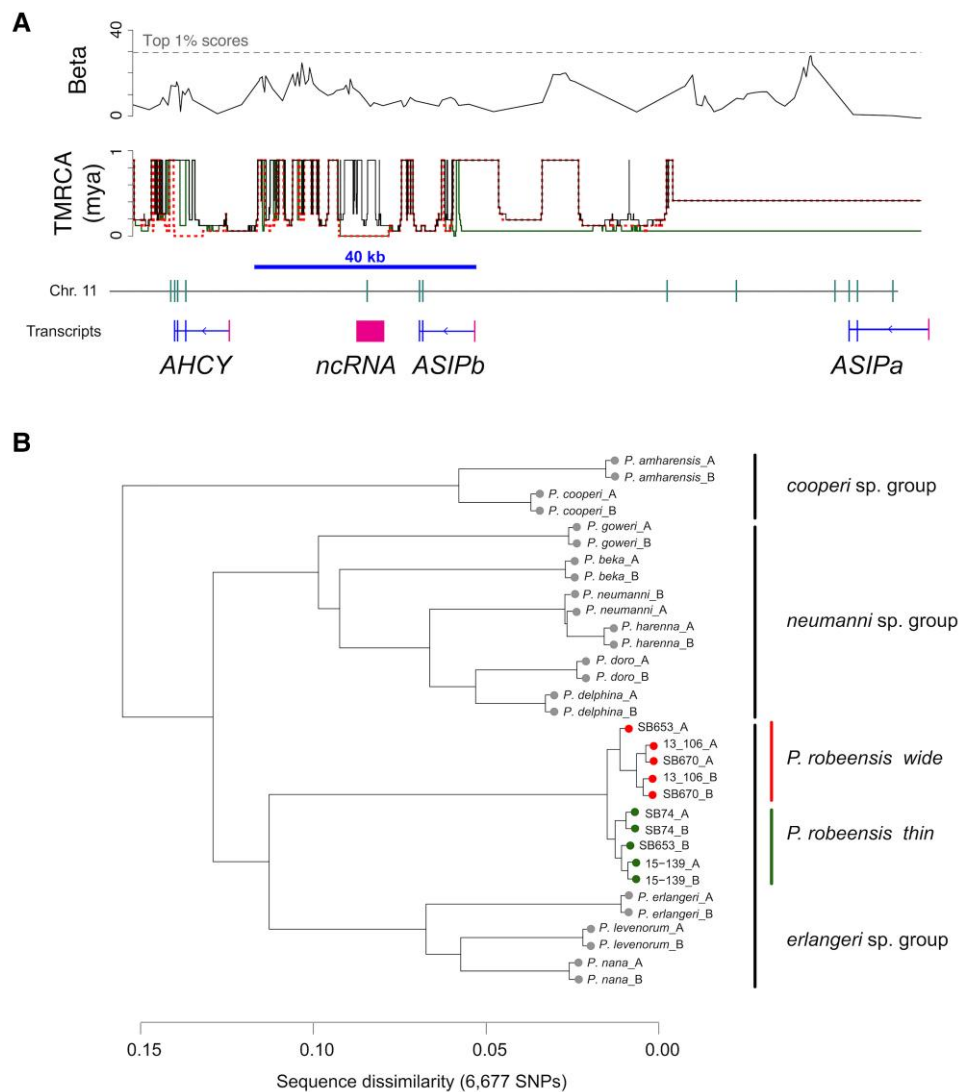 A
Beta
40
0
Top 1% scores
TMRCA
(mya)
1
0
40 kb
Chr. 11
Transcripts
AHCY
ncRNA
ASIPb
ASIPa
B
P. amharensis_A
P. amharensis_B
P. cooperi_A
P. cooperi_B
cooperi sp. group
P. goweri_A
P. goweri_B
P. beka_A
P. beka_B
P. neumanni_B
P. neumanni_A
P. harenna_A
P. harenna_B
P. doro_A
P. doro_B
P. delphina_A
P. delphina_B
neumanni sp. group
SB653_A
13_106_A
SB670_A
13_106_B
SB670_B
P. robeensis wide
SB74_A
SB74_B
SB653_B
15−139_A
15−139_B
P. robeensis thin
P. erlangeri_A
P. erlangeri_B
P. levenorum_A
P. levenorum_B
P. nana_A
P. nana_B
erlangeri sp. group
0.15 0.10 0.05 0.00
Sequence dissimilarity (6,677 SNPs)